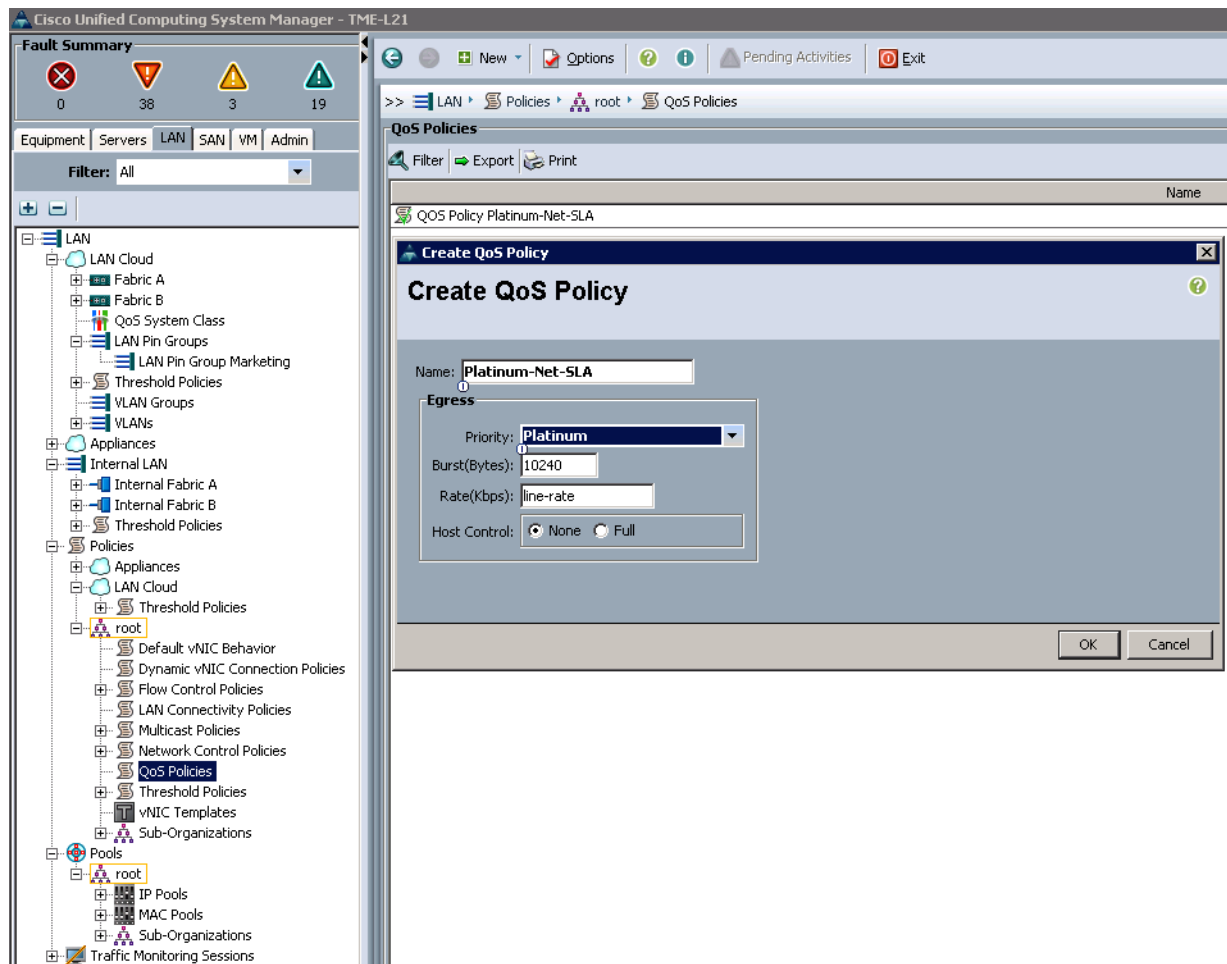 Cisco Unified Computing System Manager - TME-L21
Fault Summary
0 38 3 19
Equipment Servers LAN SAN VM Admin
Filter: All
LAN
LAN Cloud
Fabric A
Fabric B
QoS System Class
LAN Pin Groups
LAN Pin Group Marketing
Threshold Policies
VLAN Groups
VLANs
Appliances
Internal LAN
Internal Fabric A
Internal Fabric B
Threshold Policies
Policies
Appliances
LAN Cloud
Threshold Policies
root
Default vNIC Behavior
Dynamic vNIC Connection Policies
Flow Control Policies
LAN Connectivity Policies
Multicast Policies
Network Control Policies
QoS Policies
Threshold Policies
vNIC Templates
Sub-Organizations
Pools
root
IP Pools
MAC Pools
Sub-Organizations
Traffic Monitoring Sessions
New Options Pending Activities Exit
>> LAN Policies root QoS Policies
QoS Policies
Filter Export Print
Name
QOS Policy Platinum-Net-SLA
Create QoS Policy
Create QoS Policy
Name: Platinum-Net-SLA
Egress
Priority: Platinum
Burst(Bytes): 10240
Rate(Kbps): line-rate
Host Control: None Full
OK Cancel